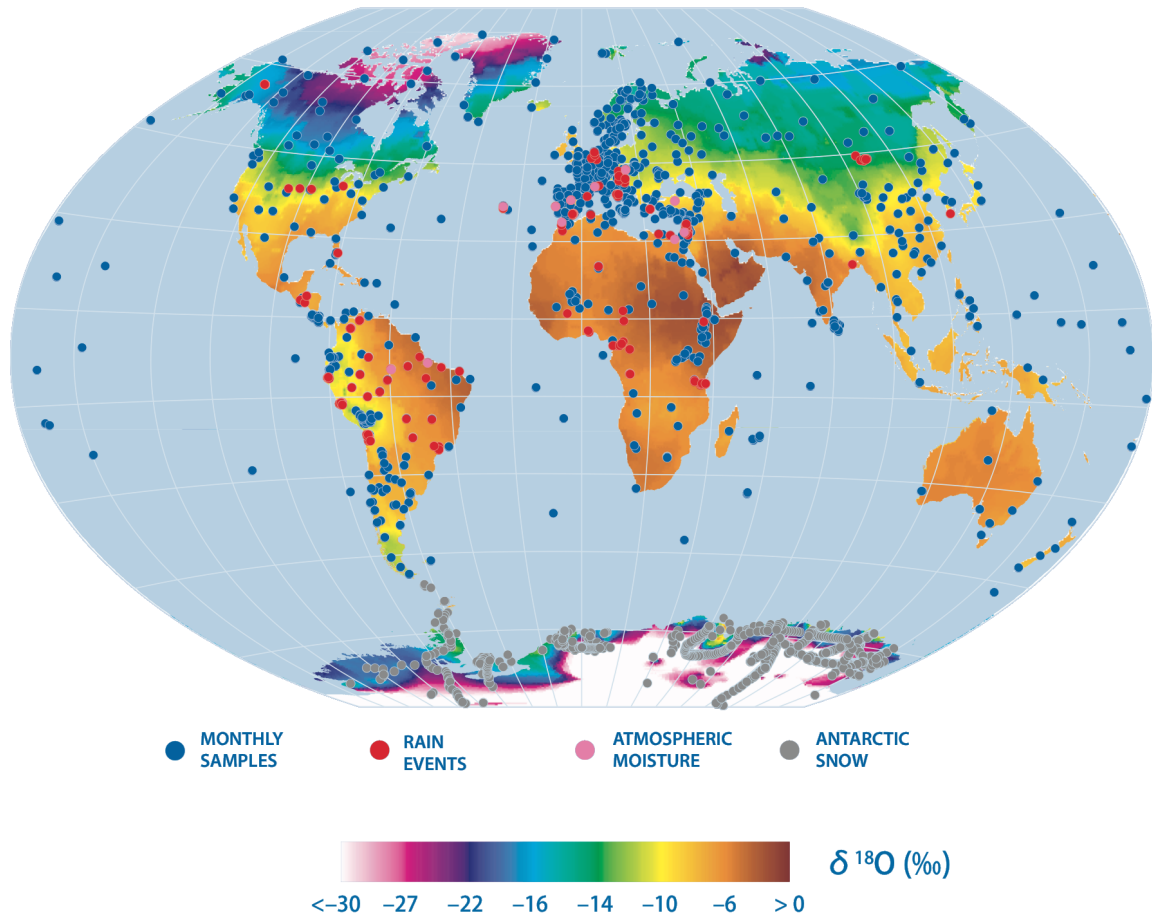 MONTHLY
SAMPLES
RAIN
EVENTS
ATMOSPHERIC
MOISTURE
ANTARCTIC
SNOW
<–30 –27 –22 –16 –14 –10 –6 > 0
δ ¹⁸O (‰)